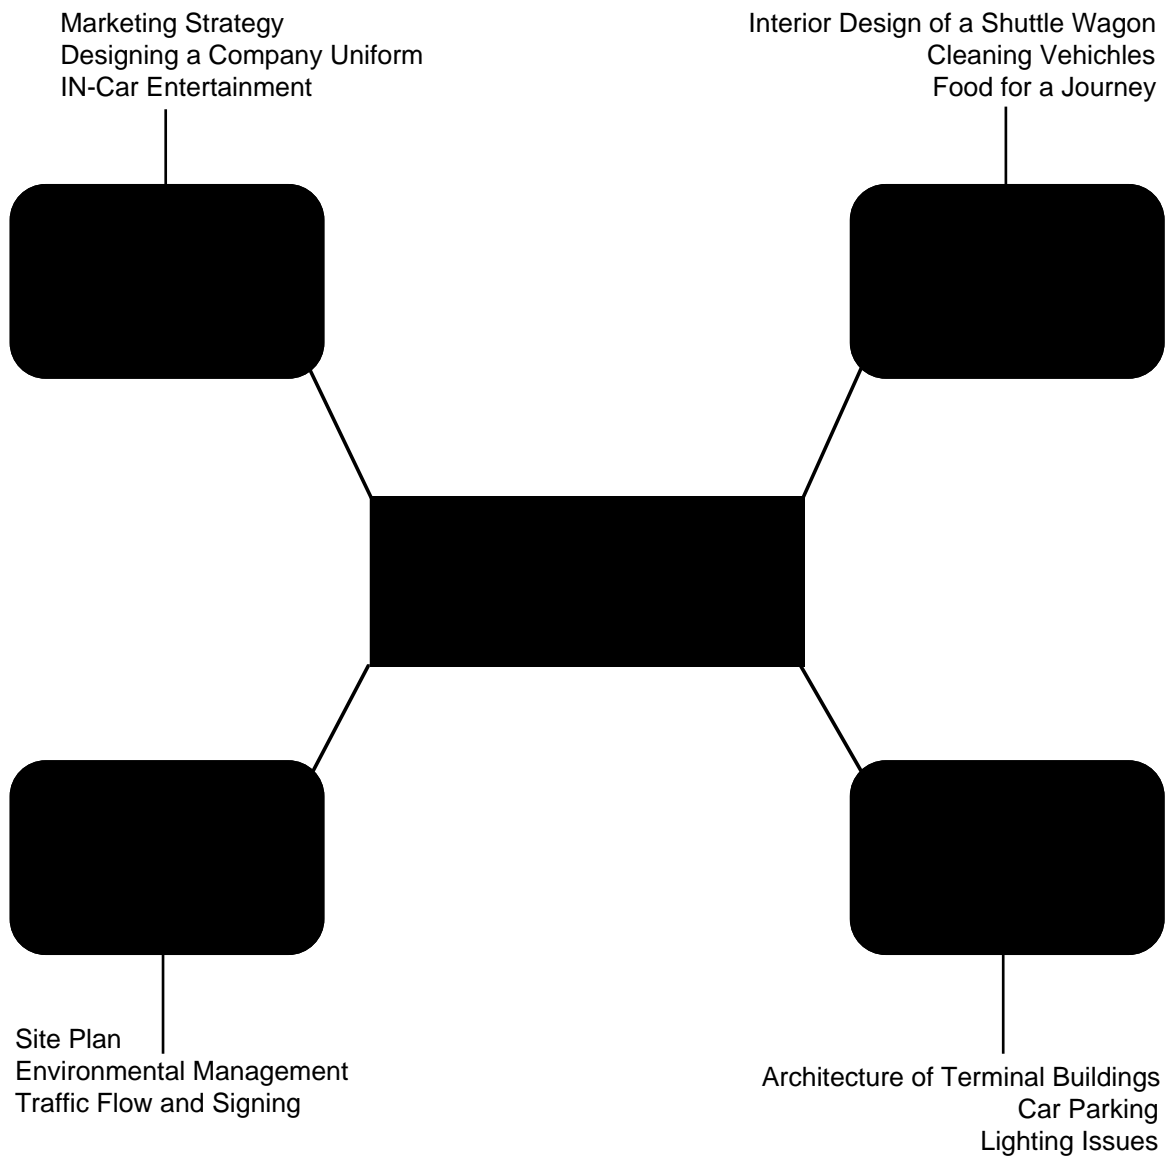 Marketing Strategy
Designing a Company Uniform
IN-Car Entertainment
Interior Design of a Shuttle Wagon
Cleaning Vehichles
Food for a Journey
Site Plan
Environmental Management
Traffic Flow and Signing
Architecture of Terminal Buildings
Car Parking
Lighting Issues